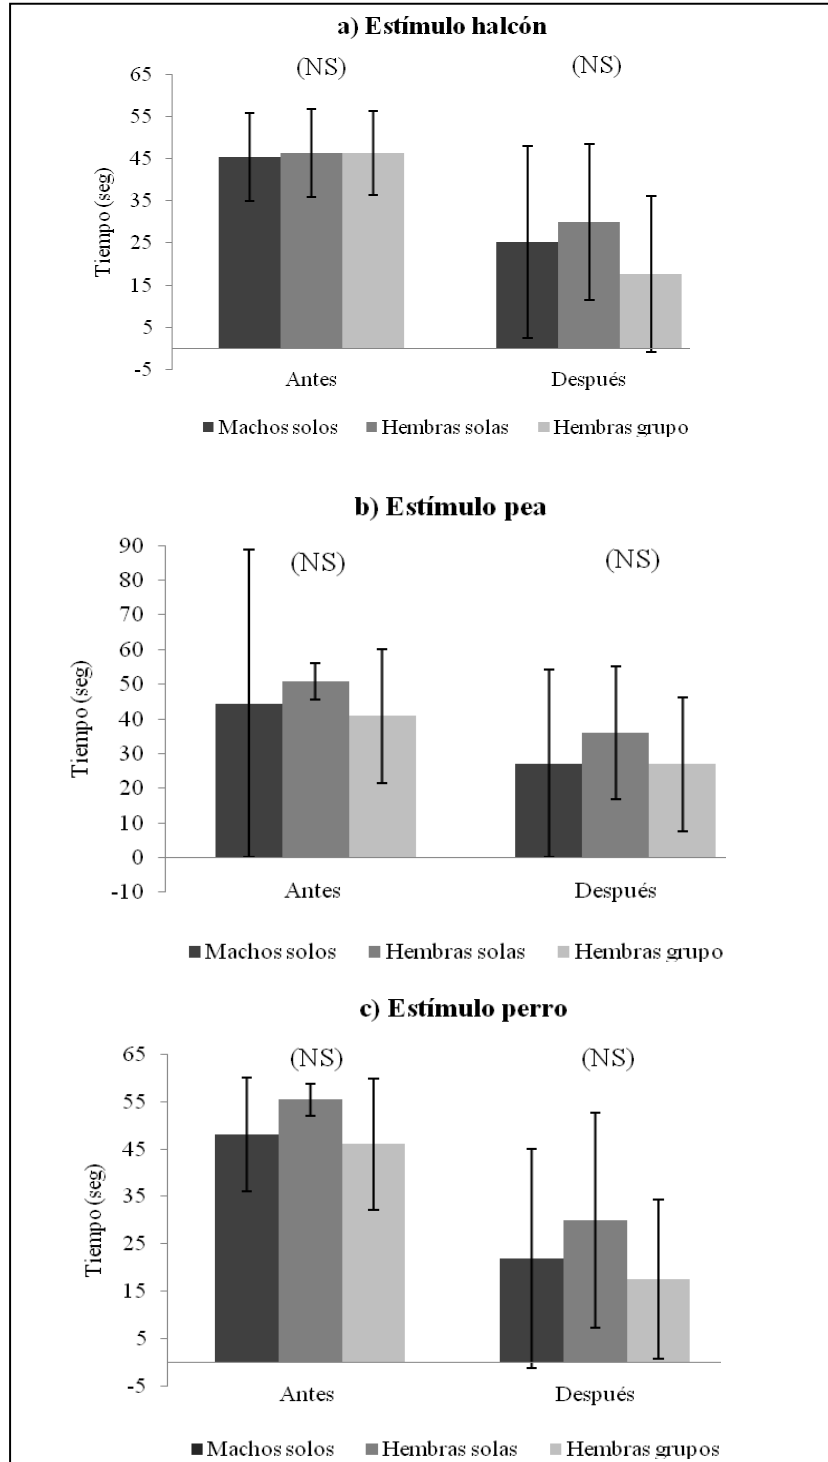 a) Estímulo halcón
(NS) (NS)
65
55
45
35
25
15
5
-5
Tiempo (seg)
Antes Después
Machos solos Hembras solas Hembras grupo
b) Estímulo pea
(NS) (NS)
90
80
70
60
50
40
30
20
10
0
-10
Tiempo (seg)
Antes Después
Machos solos Hembras solas Hembras grupo
c) Estímulo perro
(NS) (NS)
65
55
45
35
25
15
5
-5
Tiempo (seg)
Antes Después
Machos solos Hembras solas Hembras grupos